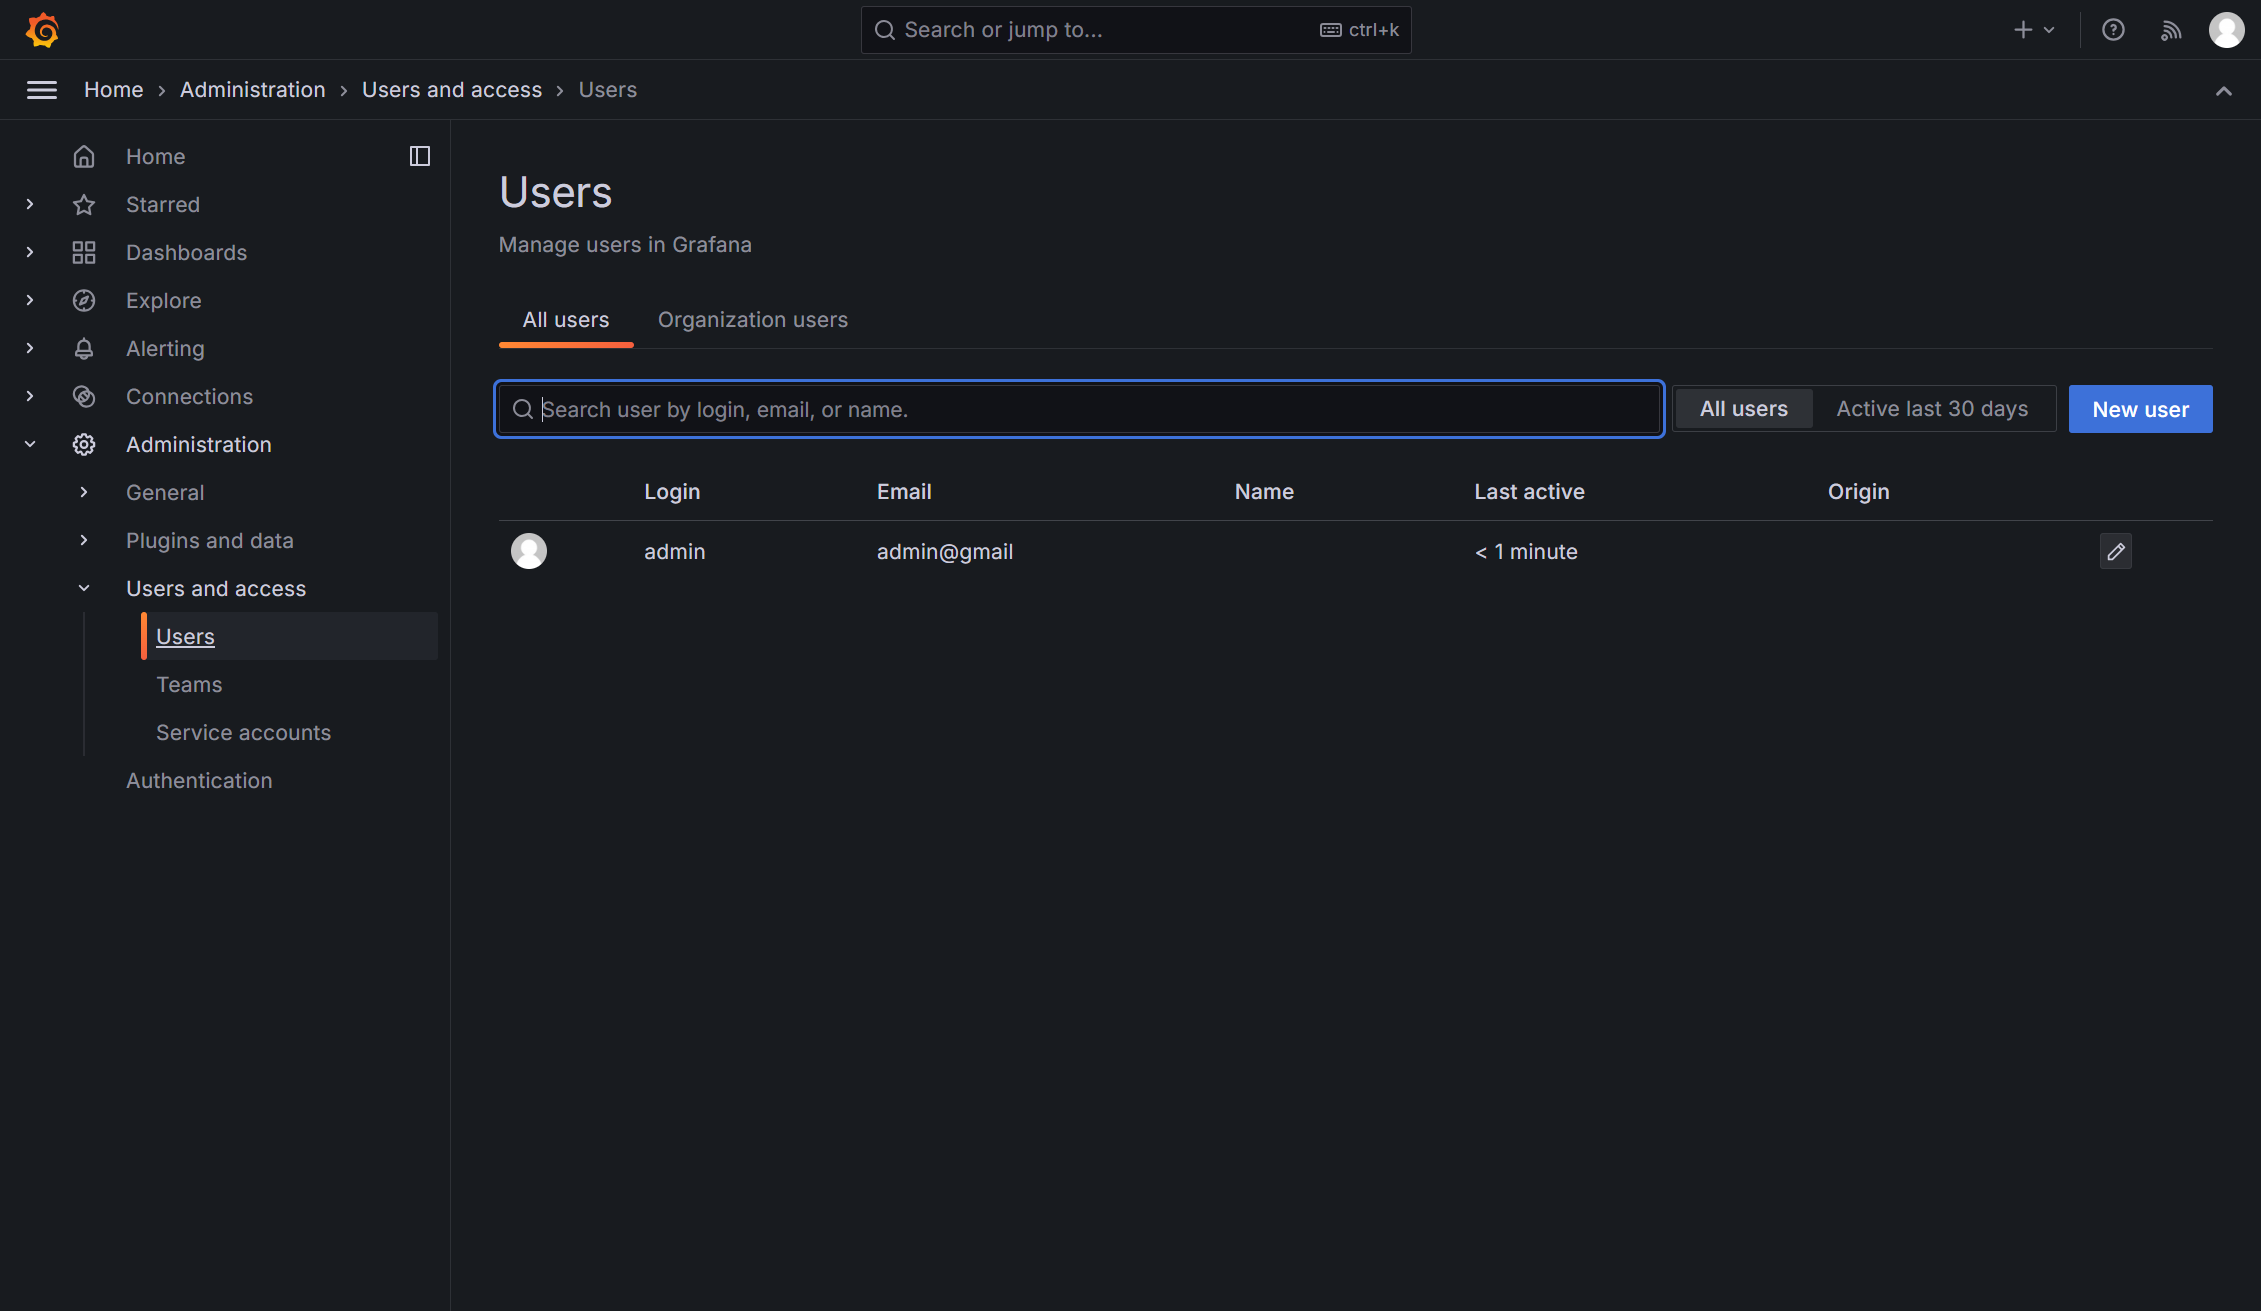 Search or jump to...
ctrl+k
Home
Administration
Users and access
Users
Home
Starred
Dashboards
Explore
Alerting
Connections
Administration
General
Plugins and data
Users and access
Users
Teams
Service accounts
Authentication
Users
Manage users in Grafana
All users
Organization users
Search user by login, email, or name.
All users
Active last 30 days
New user
Login
Email
Name
Last active
Origin
admin
admin@gmail
< 1 minute